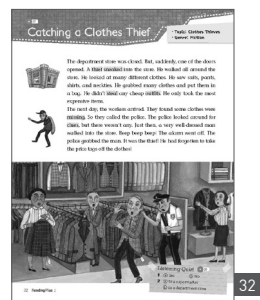 Catching a Clothes Thief
• Topic: Clothes Thieves
• Genre: Fiction
The department store was closed. But, suddenly, one of the doors
opened. A thief sneaked into the store. He walked all around the
store. He looked at many different clothes. He saw suits, pants,
shirts, and neckties. He grabbed many clothes and put them in
a bag. He didn't steal any cheap outfits. He only took the most
expensive items.
The next day, the workers arrived. They found some clothes were
missing. So they called the police. The police looked around for
clues, but there weren't any. Just then, a very well-dressed man
walked into the store. Beep beep beep! The alarm went off. The
police grabbed the man. It was the thief! He had forgotten to take
the price tags off the clothes!
Listening Quiz
22 Reading Plus
32